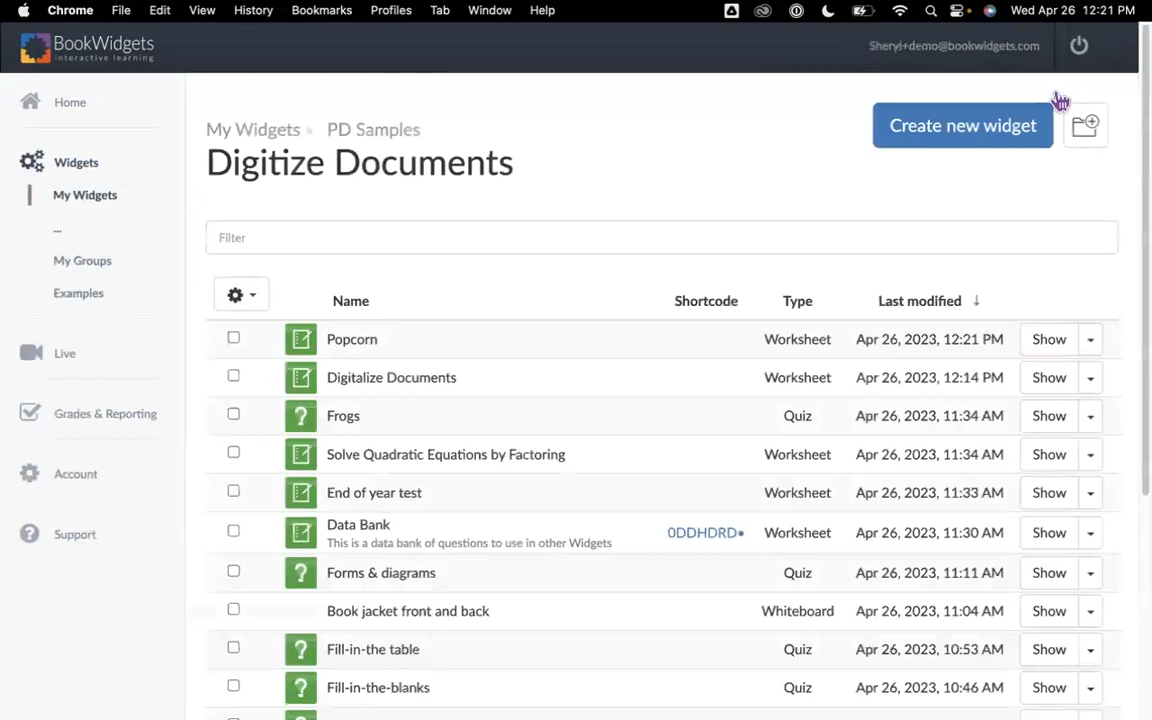 Chrome File Edit View History Bookmarks Profiles Tab Window Help Wed Apr 26 12:21 PM
BookWidgets
interactive learning
Sheryl+demo@bookwidgets.com
Home
Widgets
My Widgets
...
My Groups
Examples
Live
Grades & Reporting
Account
Support
My Widgets » PD Samples
Digitize Documents
Create new widget
Filter
Name Shortcode Type Last modified ↓
Popcorn Worksheet Apr 26, 2023, 12:21 PM Show
Digitalize Documents Worksheet Apr 26, 2023, 12:14 PM Show
Frogs Quiz Apr 26, 2023, 11:34 AM Show
Solve Quadratic Equations by Factoring Worksheet Apr 26, 2023, 11:34 AM Show
End of year test Worksheet Apr 26, 2023, 11:33 AM Show
Data Bank 0DDHDRD• Worksheet Apr 26, 2023, 11:30 AM Show
This is a data bank of questions to use in other Widgets
Forms & diagrams Quiz Apr 26, 2023, 11:11 AM Show
Book jacket front and back Whiteboard Apr 26, 2023, 11:04 AM Show
Fill-in-the table Quiz Apr 26, 2023, 10:53 AM Show
Fill-in-the-blanks Quiz Apr 26, 2023, 10:46 AM Show